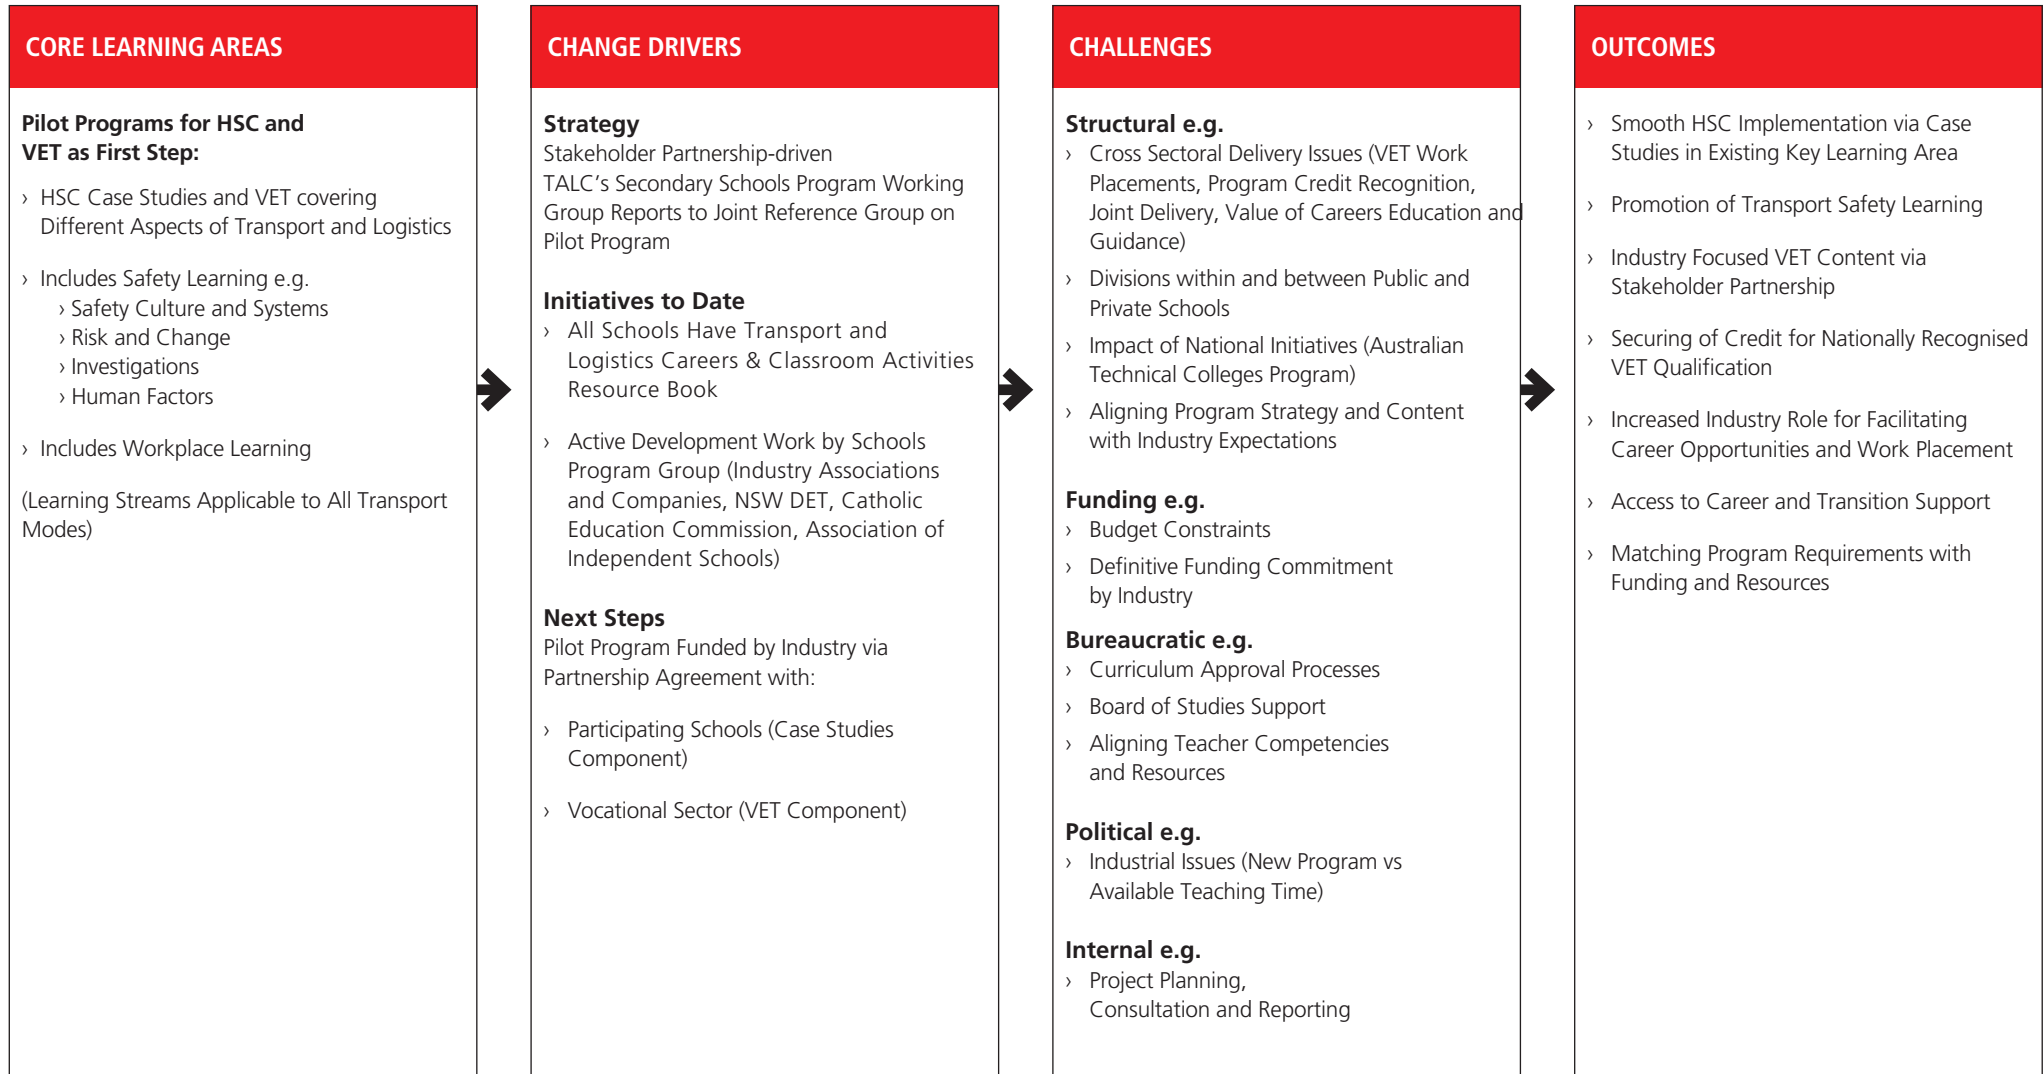 CORE LEARNING AREAS
Pilot Programs for HSC and
VET as First Step:
› HSC Case Studies and VET covering
Different Aspects of Transport and Logistics
› Includes Safety Learning e.g.
› Safety Culture and Systems
› Risk and Change
› Investigations
› Human Factors
› Includes Workplace Learning
(Learning Streams Applicable to All Transport
Modes)
CHANGE DRIVERS
Strategy
Stakeholder Partnership-driven
TALC's Secondary Schools Program Working
Group Reports to Joint Reference Group on
Pilot Program
Initiatives to Date
› All Schools Have Transport and
Logistics Careers & Classroom Activities
Resource Book
› Active Development Work by Schools
Program Group (Industry Associations
and Companies, NSW DET, Catholic
Education Commission, Association of
Independent Schools)
Next Steps
Pilot Program Funded by Industry via
Partnership Agreement with:
› Participating Schools (Case Studies
Component)
› Vocational Sector (VET Component)
CHALLENGES
Structural e.g.
› Cross Sectoral Delivery Issues (VET Work
Placements, Program Credit Recognition,
Joint Delivery, Value of Careers Education and
Guidance)
› Divisions within and between Public and
Private Schools
› Impact of National Initiatives (Australian
Technical Colleges Program)
› Aligning Program Strategy and Content
with Industry Expectations
Funding e.g.
› Budget Constraints
› Definitive Funding Commitment
by Industry
Bureaucratic e.g.
› Curriculum Approval Processes
› Board of Studies Support
› Aligning Teacher Competencies
and Resources
Political e.g.
› Industrial Issues (New Program vs
Available Teaching Time)
Internal e.g.
› Project Planning,
Consultation and Reporting
OUTCOMES
› Smooth HSC Implementation via Case
Studies in Existing Key Learning Area
› Promotion of Transport Safety Learning
› Industry Focused VET Content via
Stakeholder Partnership
› Securing of Credit for Nationally Recognised
VET Qualification
› Increased Industry Role for Facilitating
Career Opportunities and Work Placement
› Access to Career and Transition Support
› Matching Program Requirements with
Funding and Resources